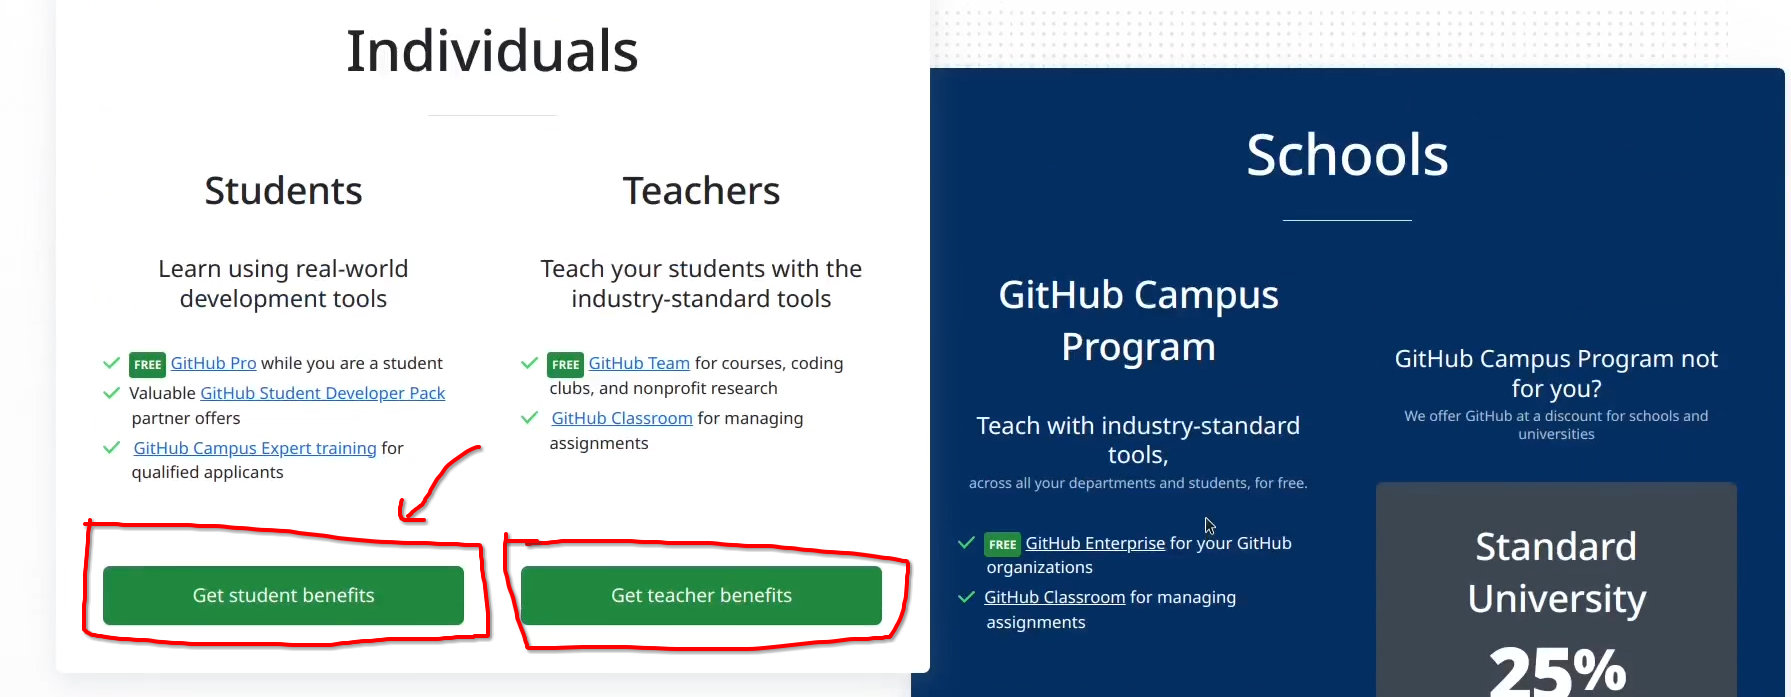 Individuals
Students
Learn using real-world
development tools
FREE GitHub Pro while you are a student
Valuable GitHub Student Developer Pack
partner offers
GitHub Campus Expert training for
qualified applicants
Get student benefits
Teachers
Teach your students with the
industry-standard tools
FREE GitHub Team for courses, coding
clubs, and nonprofit research
GitHub Classroom for managing
assignments
Get teacher benefits
Schools
GitHub Campus
Program
Teach with industry-standard
tools,
across all your departments and students, for free.
FREE GitHub Enterprise for your GitHub
organizations
GitHub Classroom for managing
assignments
GitHub Campus Program not
for you?
We offer GitHub at a discount for schools and
universities
Standard
University
25%